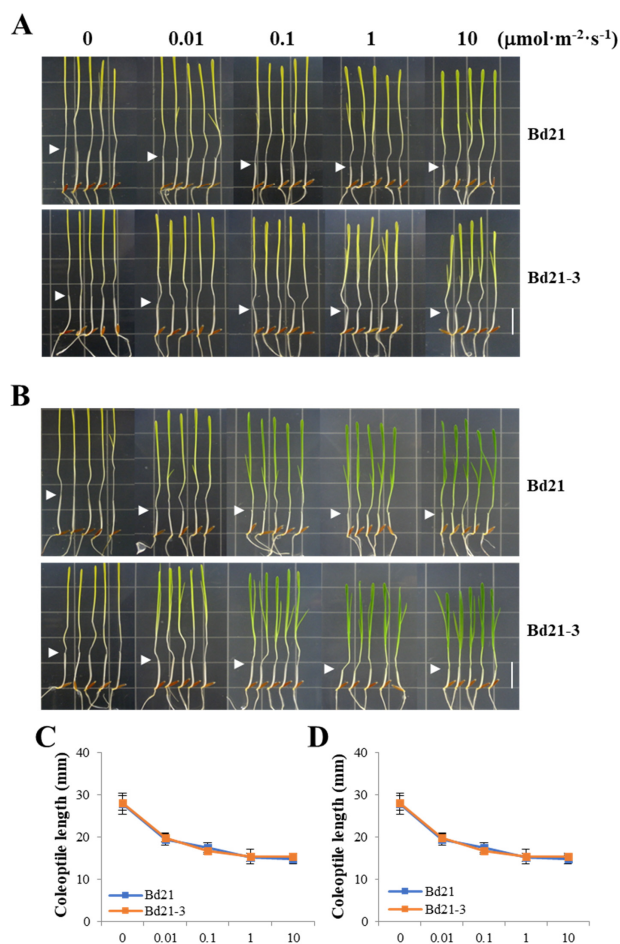 A
0 0.01 0.1 1 10 (μmol·m⁻²·s⁻¹)
Bd21
Bd21-3
B
Bd21
Bd21-3
C D
Coleoptile length (mm)
40
30
20
10
0
Bd21
Bd21-3
0 0.01 0.1 1 10
Coleoptile length (mm)
40
30
20
10
0
Bd21
Bd21-3
0 0.01 0.1 1 10